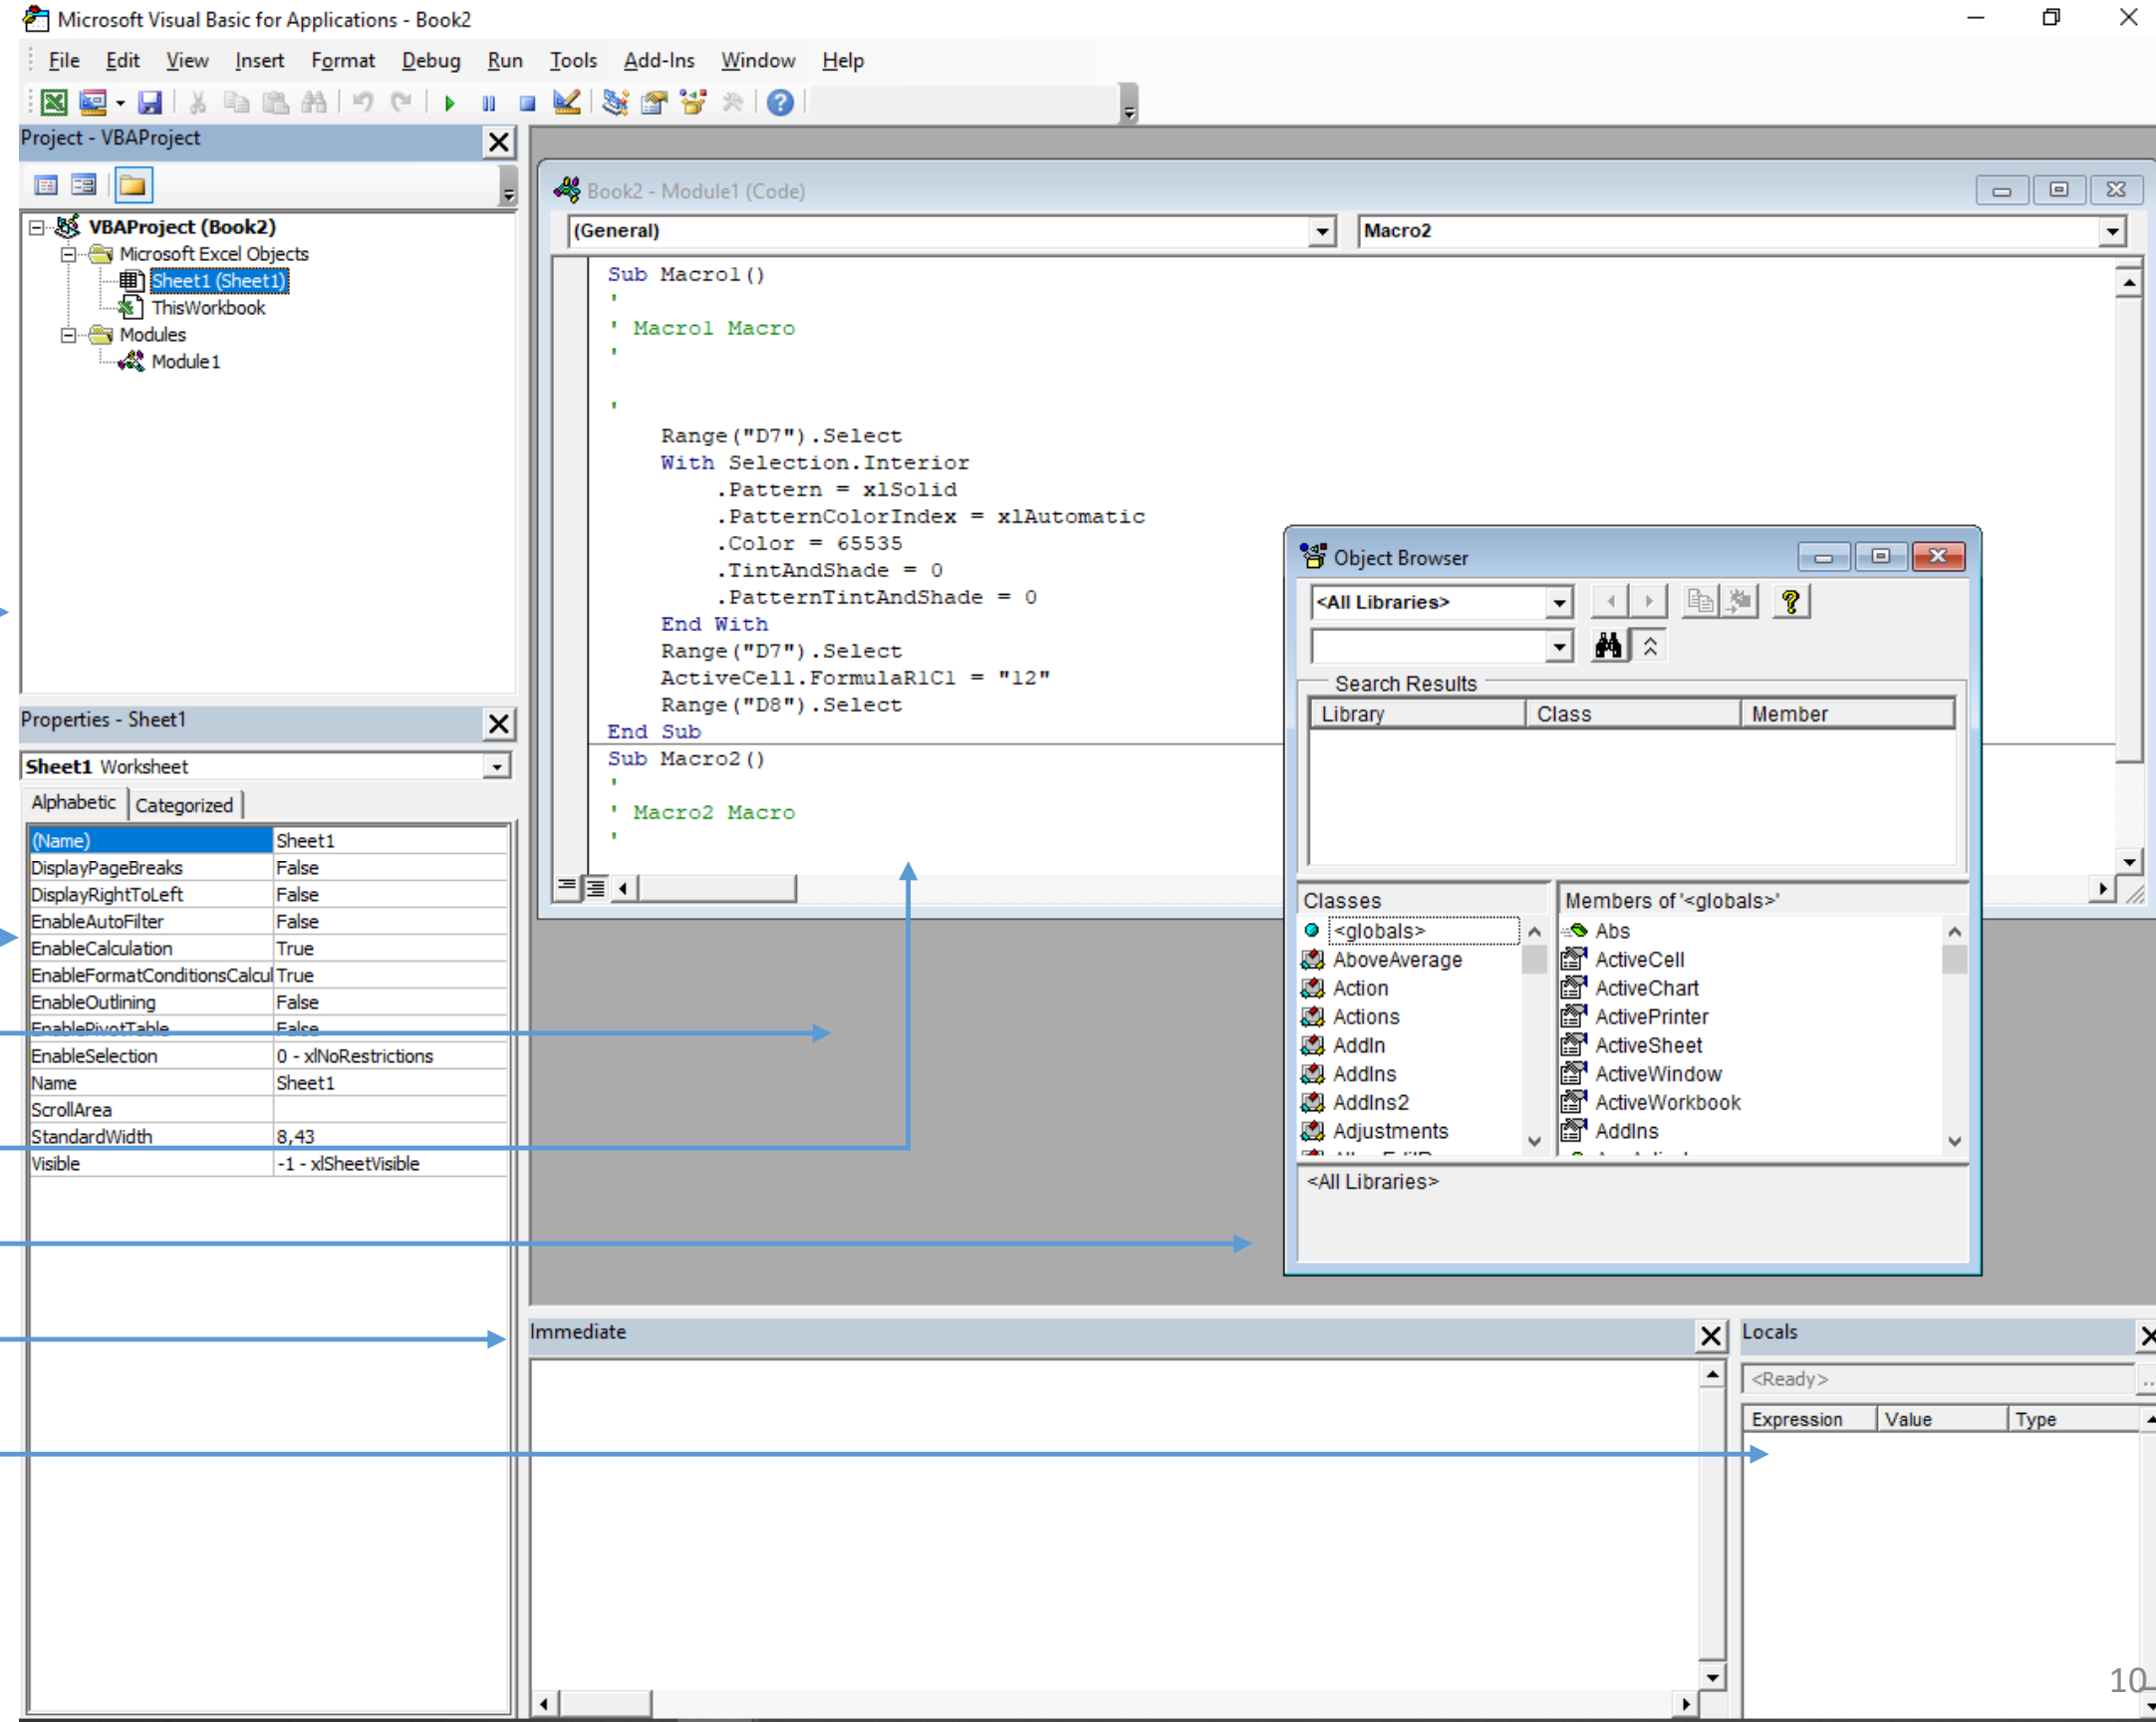 Microsoft Visual Basic for Applications - Book2
File Edit View Insert Format Debug Run Tools Add-Ins Window Help
Project - VBAProject
VBAProject (Book2)
Microsoft Excel Objects
Sheet1 (Sheet1)
ThisWorkbook
Modules
Module1
Properties - Sheet1
Sheet1 Worksheet
Alphabetic Categorized
(Name) Sheet1
DisplayPageBreaks False
DisplayRightToLeft False
EnableAutoFilter False
EnableCalculation True
EnableFormatConditionsCalcul True
EnableOutlining False
EnablePivotTable False
EnableSelection 0 - xlNoRestrictions
Name Sheet1
ScrollArea
StandardWidth 8,43
Visible -1 - xlSheetVisible
Book2 - Module1 (Code)
(General) Macro2
Sub Macro1()
'
' Macro1 Macro
'
'
Range("D7").Select
With Selection.Interior
.Pattern = xlSolid
.PatternColorIndex = xlAutomatic
.Color = 65535
.TintAndShade = 0
.PatternTintAndShade = 0
End With
Range("D7").Select
ActiveCell.FormulaR1C1 = "12"
Range("D8").Select
End Sub
Sub Macro2()
'
' Macro2 Macro
'
Object Browser
<All Libraries>
Search Results
Library Class Member
Classes
<globals>
AboveAverage
Action
Actions
AddIn
AddIns
AddIns2
Adjustments
Members of '<globals>'
Abs
ActiveCell
ActiveChart
ActivePrinter
ActiveSheet
ActiveWindow
ActiveWorkbook
AddIns
<All Libraries>
Immediate
Locals
<Ready>
Expression Value Type
10